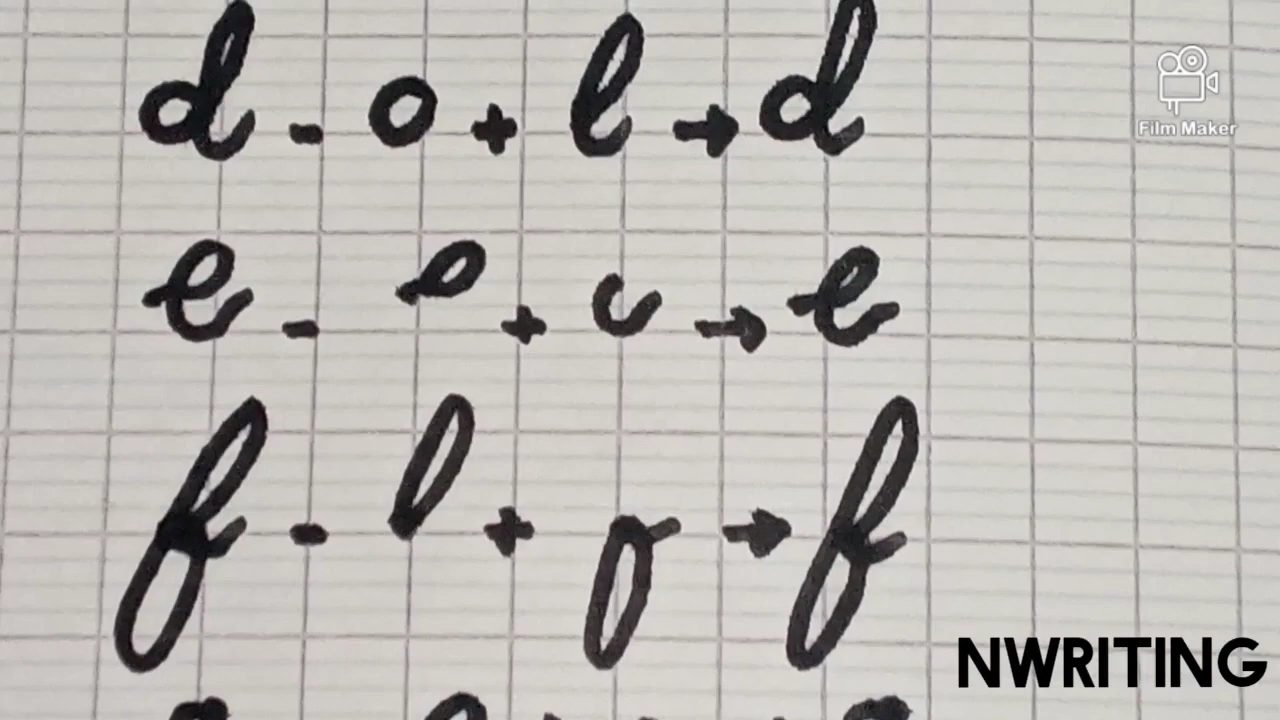 d - o + l → d
Film Maker
e - e + c → e
f - l + f → f
NWRITING